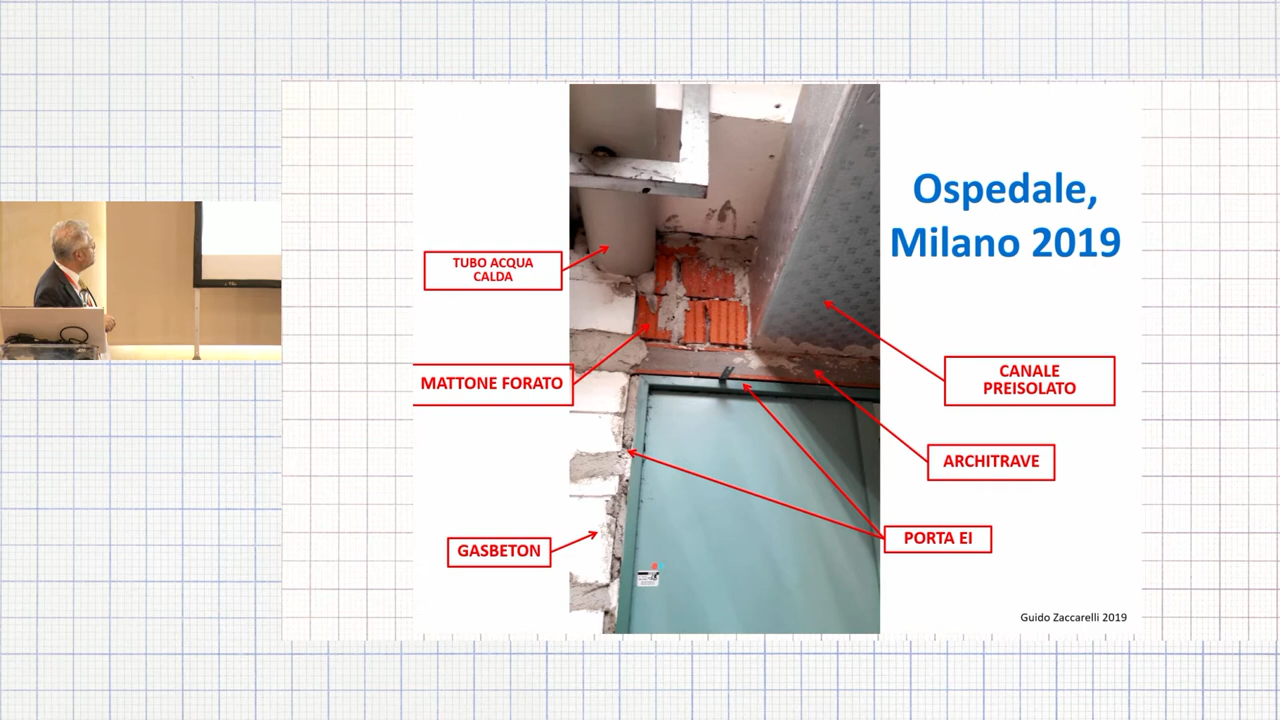 Ospedale,
Milano 2019
TUBO ACQUA
CALDA
MATTONE FORATO
CANALE
PREISOLATO
ARCHITRAVE
PORTA EI
GASBETON
Guido Zaccarelli 2019